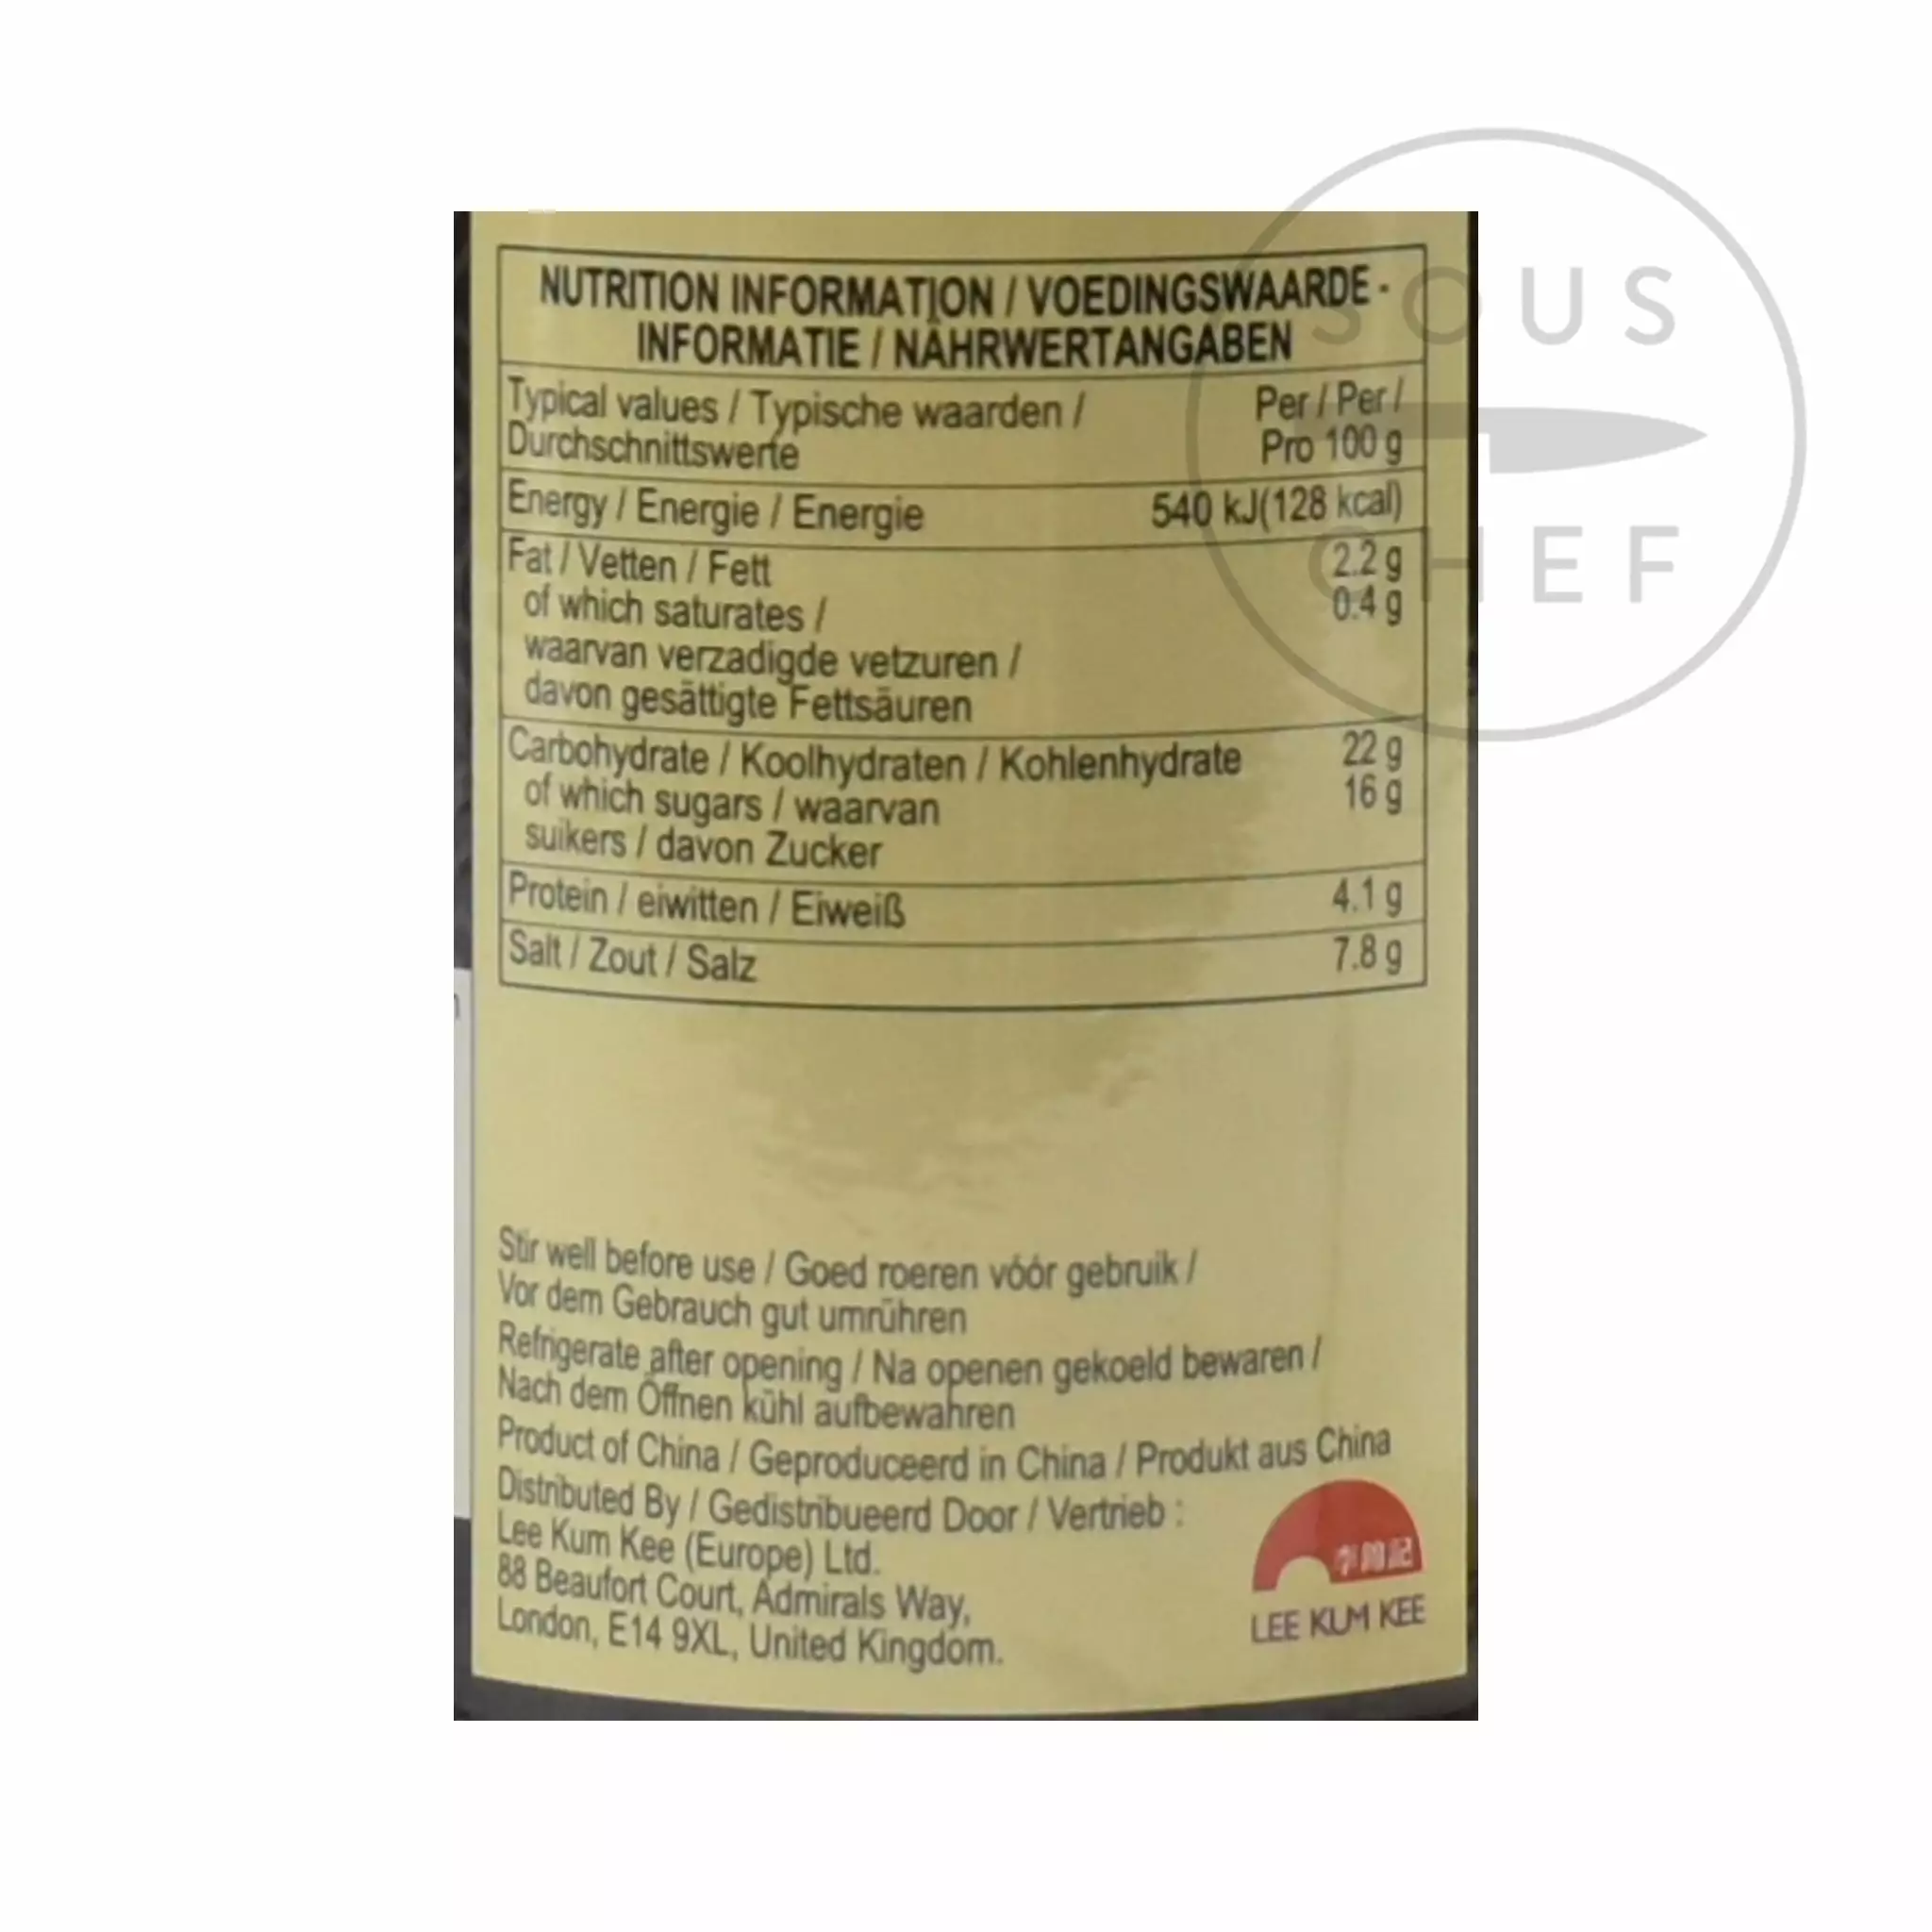 SOUS
CHEF
NUTRITION INFORMATION / VOEDINGSWAARDE -
INFORMATIE / NÄHRWERTANGABEN
Typical values / Typische waarden /
Durchschnittswerte
Per / Per /
Pro 100 g
Energy / Energie / Energie 540 kJ(128 kcal)
Fat / Vetten / Fett 2.2 g
of which saturates / 0.4 g
waarvan verzadigde vetzuren /
davon gesättigte Fettsäuren
Carbohydrate / Koolhydraten / Kohlenhydrate 22 g
of which sugars / waarvan 16 g
suikers / davon Zucker
Protein / eiwitten / Eiweiß 4.1 g
Salt / Zout / Salz 7.8 g
Stir well before use / Goed roeren vóór gebruik /
Vor dem Gebrauch gut umrühren
Refrigerate after opening / Na openen gekoeld bewaren /
Nach dem Öffnen kühl aufbewahren
Product of China / Geproduceerd in China / Produkt aus China
Distributed By / Gedistribueerd Door / Vertrieb :
Lee Kum Kee (Europe) Ltd.
88 Beaufort Court, Admirals Way,
London, E14 9XL, United Kingdom.
李錦記
LEE KUM KEE